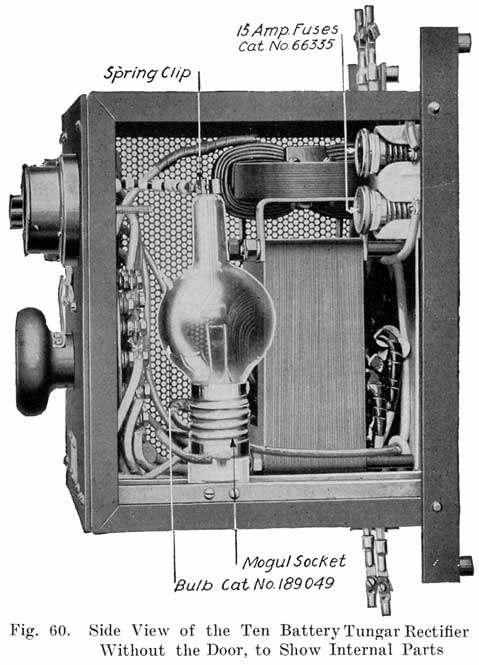 15 Amp. Fuses
Cat. No. 66335
Spring Clip
Mogul Socket
Bulb Cat. No. 189049
Fig. 60. Side View of the Ten Battery Tungar Rectifier
Without the Door, to Show Internal Parts